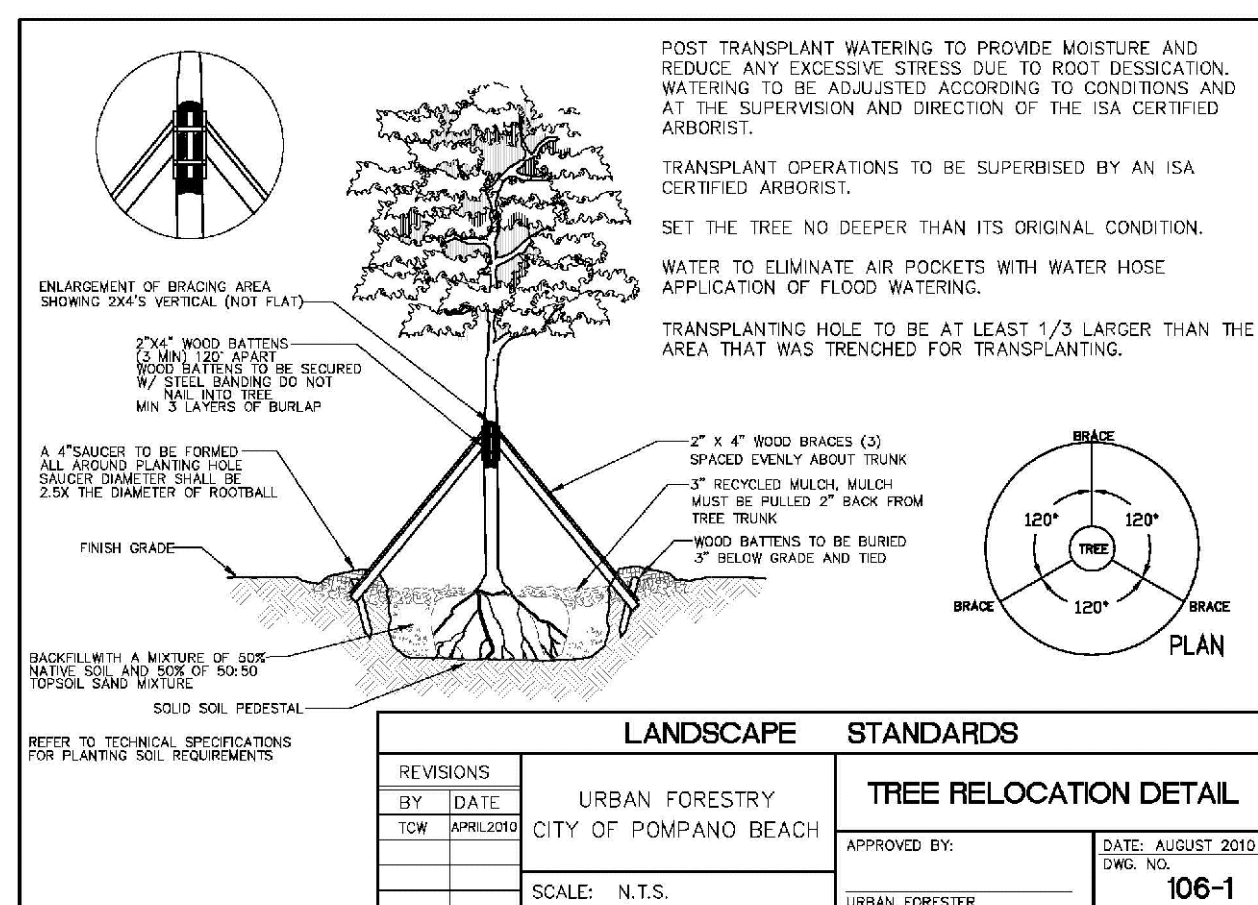 POST TRANSPLANT WATERING TO PROVIDE MOISTURE AND
REDUCE ANY EXCESSIVE STRESS DUE TO ROOT DESSICATION.
WATERING TO BE ADJUJSTED ACCORDING TO CONDITIONS AND
AT THE SUPERVISION AND DIRECTION OF THE ISA CERTIFIED
ARBORIST.
TRANSPLANT OPERATIONS TO BE SUPERBISED BY AN ISA
CERTIFIED ARBORIST.
SET THE TREE NO DEEPER THAN ITS ORIGINAL CONDITION.
WATER TO ELIMINATE AIR POCKETS WITH WATER HOSE
APPLICATION OF FLOOD WATERING.
TRANSPLANTING HOLE TO BE AT LEAST 1/3 LARGER THAN THE
AREA THAT WAS TRENCHED FOR TRANSPLANTING.
ENLARGEMENT OF BRACING AREA
SHOWING 2X4'S VERTICAL (NOT FLAT)
2"X4" WOOD BATTENS
(3 MIN) 120° APART
WOOD BATTENS TO BE SECURED
W/ STEEL BANDING DO NOT
NAIL INTO TREE
MIN 3 LAYERS OF BURLAP
A 4"SAUCER TO BE FORMED
ALL AROUND PLANTING HOLE
SAUCER DIAMETER SHALL BE
2.5X THE DIAMETER OF ROOTBALL
FINISH GRADE
BACKFILLWITH A MIXTURE OF 50%
NATIVE SOIL AND 50% OF 50:50
TOPSOIL SAND MIXTURE
SOLID SOIL PEDESTAL
REFER TO TECHNICAL SPECIFICATIONS
FOR PLANTING SOIL REQUIREMENTS
2" X 4" WOOD BRACES (3)
SPACED EVENLY ABOUT TRUNK
3" RECYCLED MULCH, MULCH
MUST BE PULLED 2" BACK FROM
TREE TRUNK
WOOD BATTENS TO BE BURIED
3" BELOW GRADE AND TIED
BRACE
120° 120°
TREE
120°
BRACE BRACE
PLAN
LANDSCAPE STANDARDS
REVISIONS
BY DATE
TCW APRIL2010
URBAN FORESTRY
CITY OF POMPANO BEACH
SCALE: N.T.S.
TREE RELOCATION DETAIL
APPROVED BY:
URBAN FORESTER
DATE: AUGUST 2010
DWG. NO.
106-1